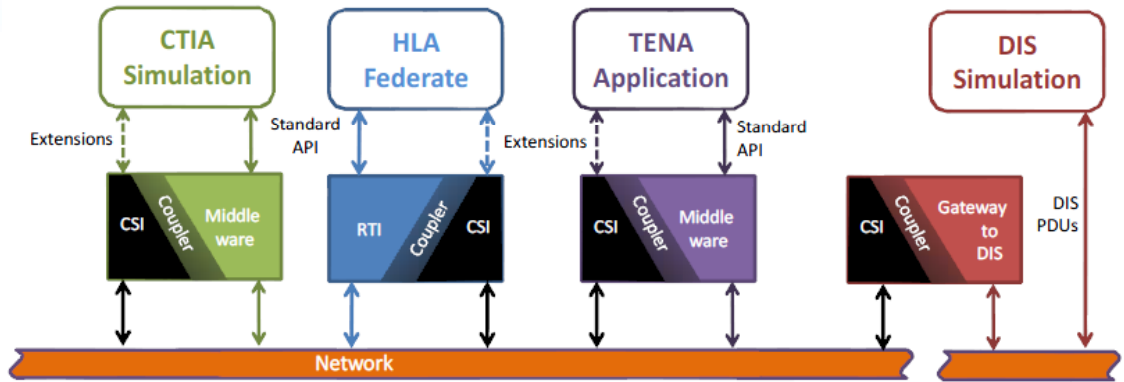 CTIA
Simulation
HLA
Federate
TENA
Application
DIS
Simulation
Extensions
Standard
API
Extensions
Standard
API
CSI
Coupler
Middle
ware
RTI
Coupler
CSI
CSI
Coupler
Middle
ware
CSI
Coupler
Gateway
to
DIS
DIS
PDUs
Network